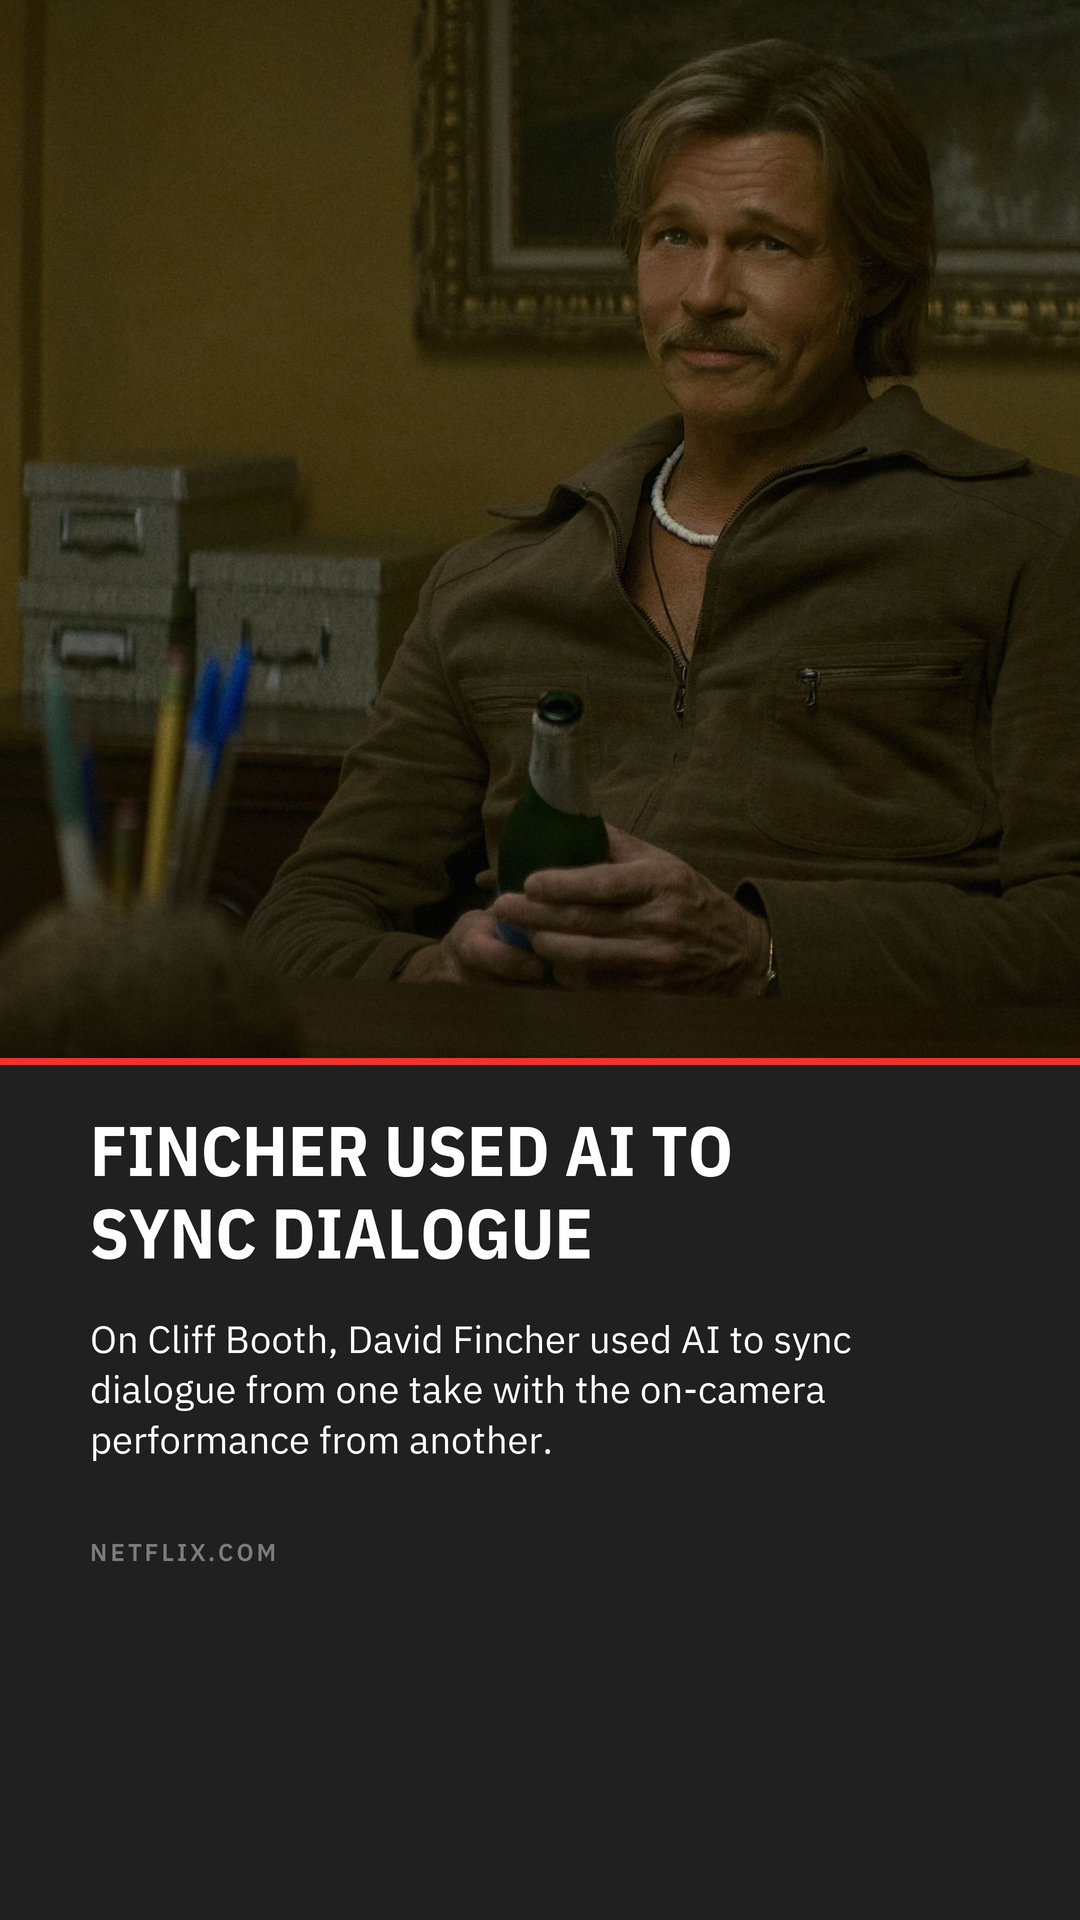 FINCHER USED AI TO
SYNC DIALOGUE
On Cliff Booth, David Fincher used AI to sync
dialogue from one take with the on-camera
performance from another.
NETFLIX.COM